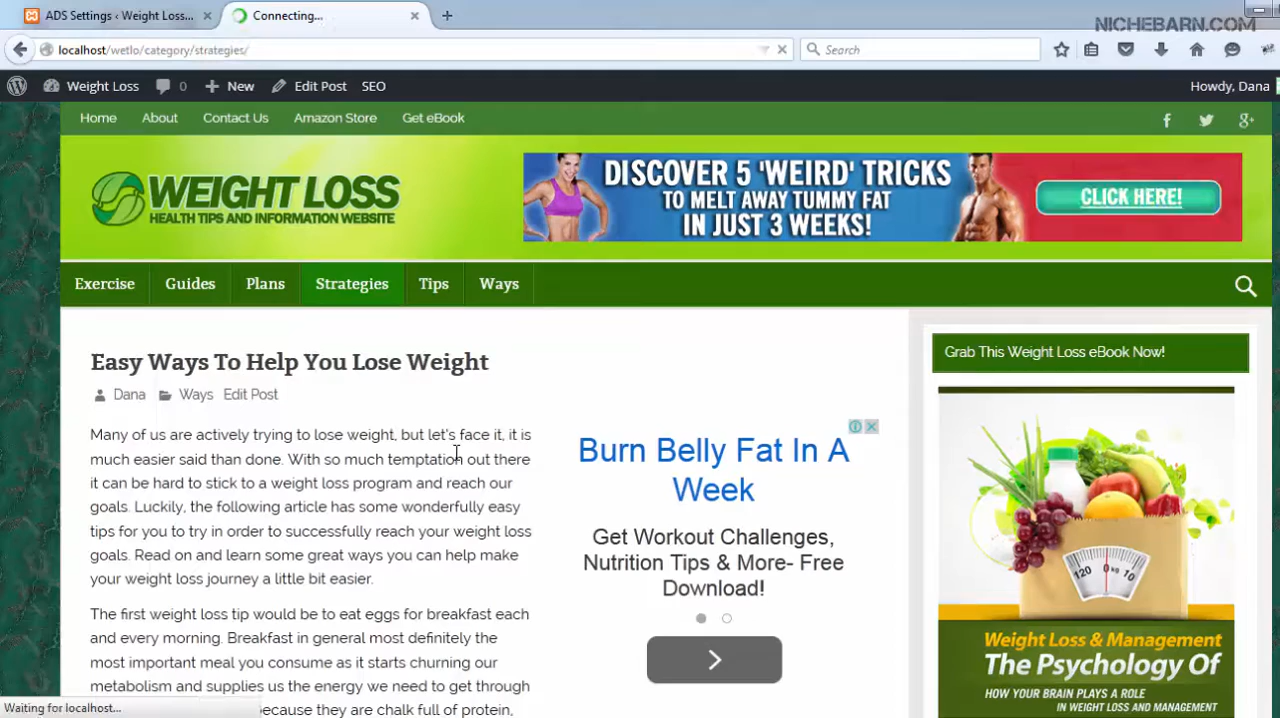 ADS Settings ‹ Weight Loss...
Connecting...
NICHEBARN.COM
localhost/wetlo/category/strategies/
Search
Weight Loss
0
New
Edit Post
SEO
Howdy, Dana
Home
About
Contact Us
Amazon Store
Get eBook
WEIGHT LOSS
HEALTH TIPS AND INFORMATION WEBSITE
DISCOVER 5 'WEIRD' TRICKS
TO MELT AWAY TUMMY FAT
IN JUST 3 WEEKS!
CLICK HERE!
Exercise
Guides
Plans
Strategies
Tips
Ways
Easy Ways To Help You Lose Weight
Dana
Ways
Edit Post
Many of us are actively trying to lose weight, but let's face it, it is
much easier said than done. With so much temptation out there
it can be hard to stick to a weight loss program and reach our
goals. Luckily, the following article has some wonderfully easy
tips for you to try in order to successfully reach your weight loss
goals. Read on and learn some great ways you can help make
your weight loss journey a little bit easier.
The first weight loss tip would be to eat eggs for breakfast each
and every morning. Breakfast in general most definitely the
most important meal you consume as it starts churning our
metabolism and supplies us the energy we need to get through
because they are chalk full of protein,
Waiting for localhost...
Burn Belly Fat In A
Week
Get Workout Challenges,
Nutrition Tips & More- Free
Download!
Grab This Weight Loss eBook Now!
120 0 KG 10
Weight Loss & Management
The Psychology Of
HOW YOUR BRAIN PLAYS A ROLE
IN WEIGHT LOSS AND MANAGEMENT